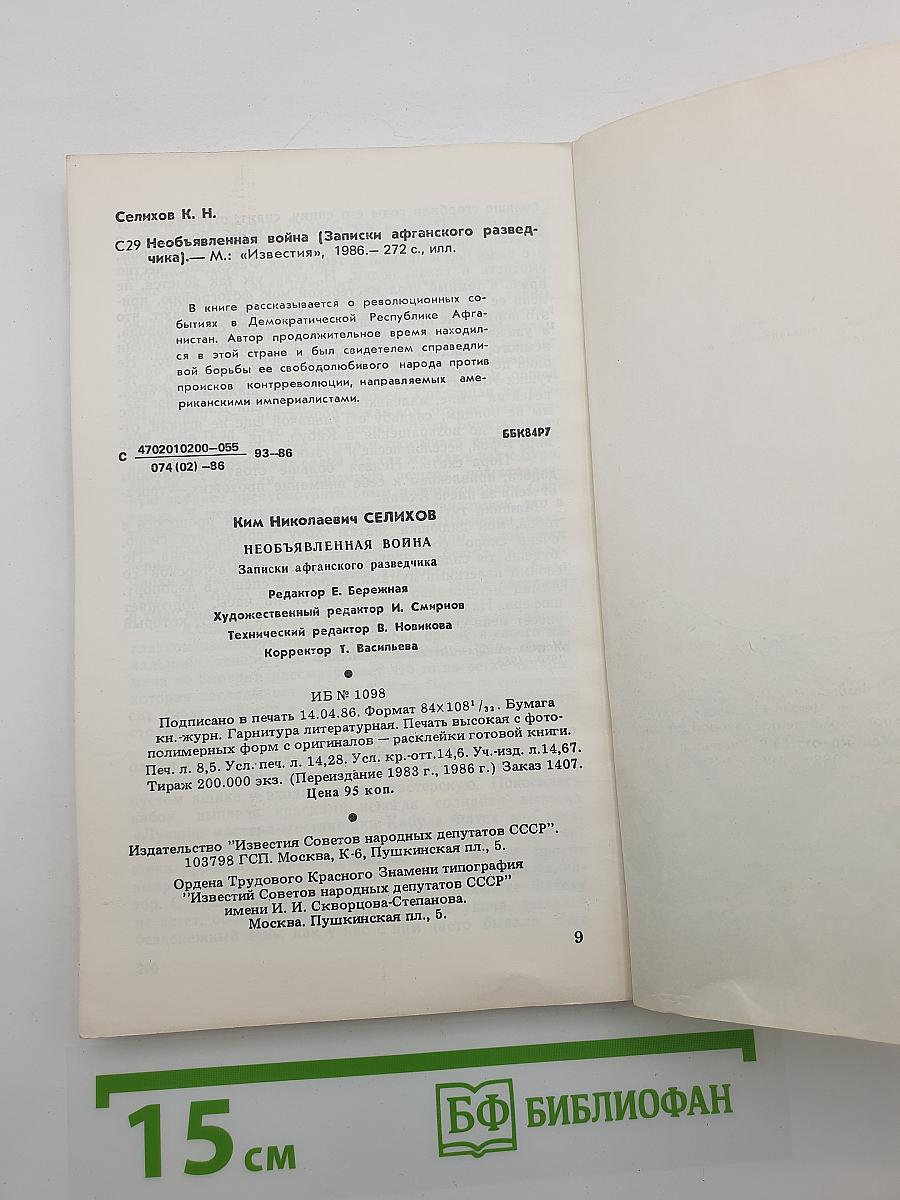 Селихов К. Н.
С29 Необъявленная война (Записки афганского развед-
чика).— М.: «Известия», 1986.— 272 с., илл.
В книге рассказывается о революционных со-
бытиях в Демократической Республике Афга-
нистан. Автор продолжительное время находил-
ся в этой стране и был свидетелем справедли-
вой борьбы ее свободолюбивого народа против
происков контрреволюции, направляемых аме-
риканскими империалистами.
С 4702010200—055 93—86
074 (02) —86
ББК84Р7
Ким Николаевич СЕЛИХОВ
НЕОБЪЯВЛЕННАЯ ВОЙНА
Записки афганского разведчика
Редактор Е. Бережная
Художественный редактор И. Смирнов
Технический редактор В. Новикова
Корректор Т. Васильева
ИБ № 1098
Подписано в печать 14.04.86. Формат 84×108¹/₃₂. Бумага
кн.-журн. Гарнитура литературная. Печать высокая с фото-
полимерных форм с оригиналов — расклейки готовой книги.
Печ. л. 8,5. Усл. печ. л. 14,28. Усл. кр.-отт.14,6. Уч.-изд. л.14,67.
Тираж 200.000 экз. (Переиздание 1983 г., 1986 г.) Заказ 1407.
Цена 95 коп.
Издательство "Известия Советов народных депутатов СССР".
103798 ГСП. Москва, К-6, Пушкинская пл., 5.
Ордена Трудового Красного Знамени типография
"Известий Советов народных депутатов СССР"
имени И. И. Скворцова-Степанова.
Москва. Пушкинская пл., 5.
9
15 см
БФ БИБЛИОФАН